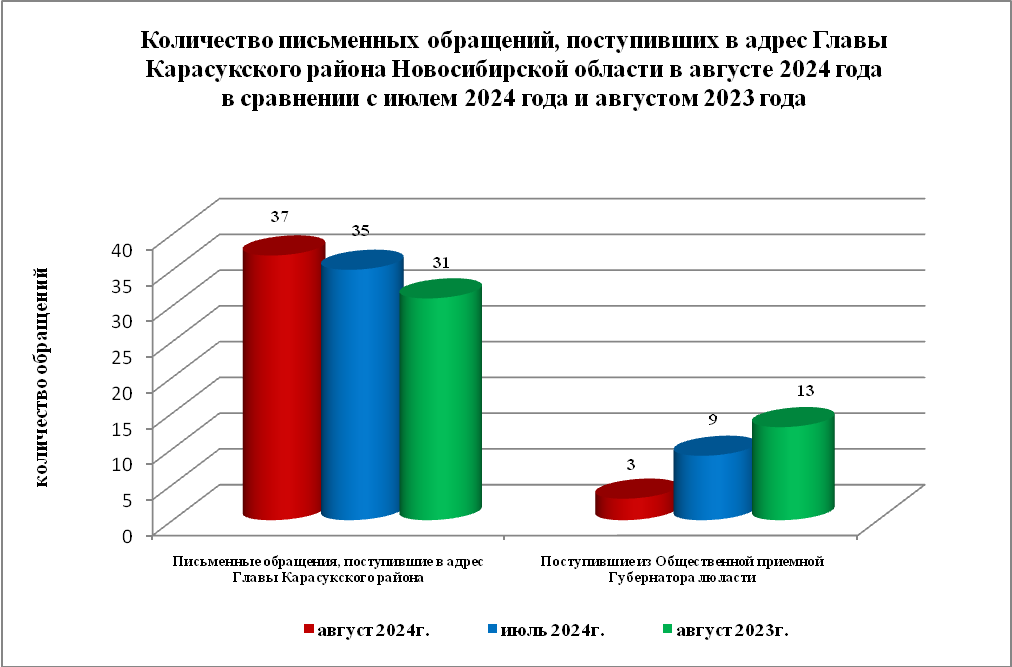 Количество письменных обращений, поступивших в адрес Главы
Карасукского района Новосибирской области в августе 2024 года
в сравнении с июлем 2024 года и августом 2023 года
количество обращений
40
35
30
25
20
15
10
5
0
37
35
31
3
9
13
Письменные обращения, поступившие в адрес
Главы Карасукского района
Поступившие из Общественной приемной
Губернатора люласти
август 2024г.
июль 2024г.
август 2023г.